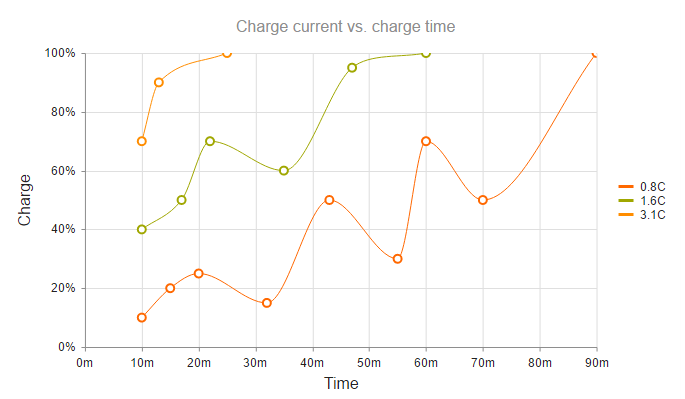 Charge current vs. charge time
100%
80%
60%
40%
20%
0%
Charge
0m 10m 20m 30m 40m 50m 60m 70m 80m 90m
Time
0.8C
1.6C
3.1C